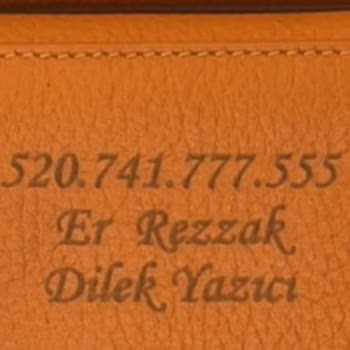 520.741.777.555
Er Rezzak
Dilek Yazıcı